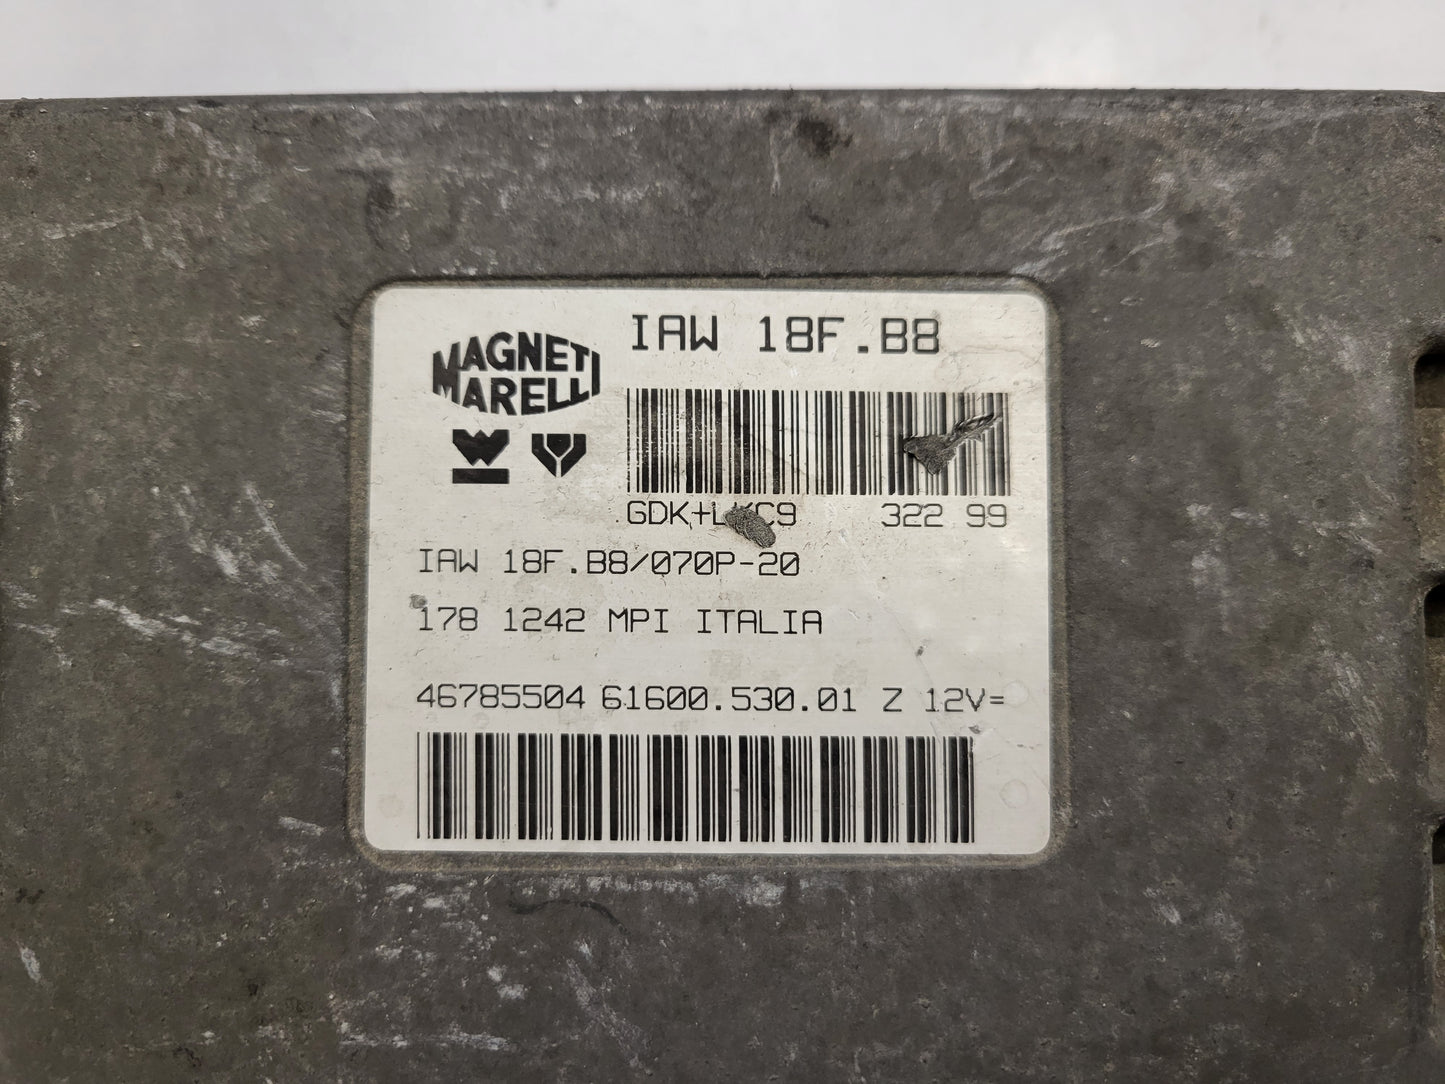 MAGNETI
MARELLI
IAW 18F.B8
322 99
IAW 18F.B8/070P-20
178 1242 MPI ITALIA
46785504 61600.530.01 Z 12V=